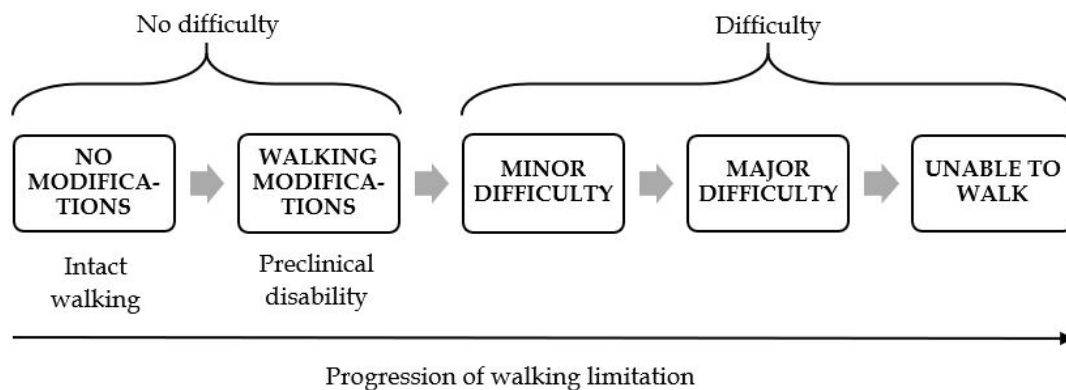 No difficulty
Difficulty
NO
MODIFICA-
TIONS
WALKING
MODIFICA-
TIONS
MINOR
DIFFICULTY
MAJOR
DIFFICULTY
UNABLE TO
WALK
Intact
walking
Preclinical
disability
Progression of walking limitation